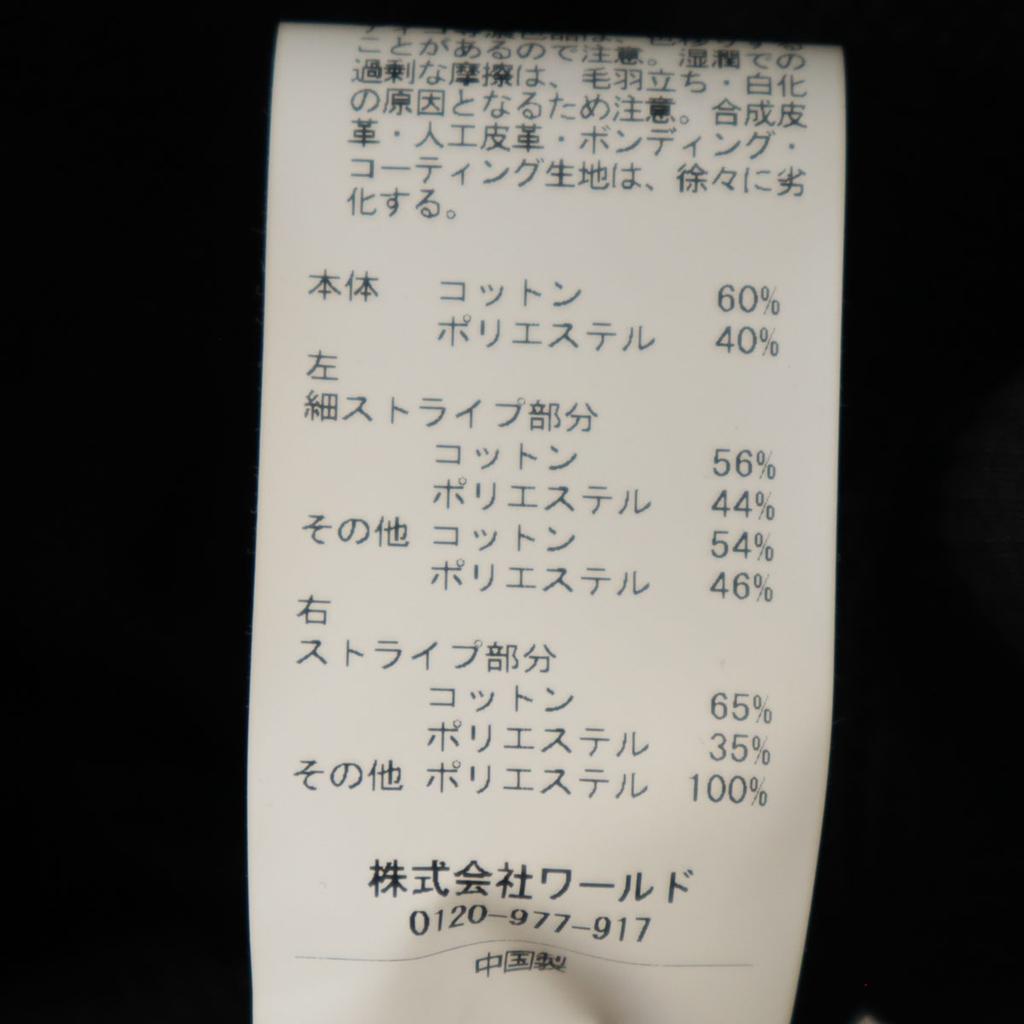 ことがあるので注意。湿潤での
過剰な摩擦は、毛羽立ち・白化
の原因となるため注意。合成皮
革・人工皮革・ボンディング・
コーティング生地は、徐々に劣
化する。
本体 コットン 60%
ポリエステル 40%
左
細ストライプ部分
コットン 56%
ポリエステル 44%
その他 コットン 54%
ポリエステル 46%
右
ストライプ部分
コットン 65%
ポリエステル 35%
その他 ポリエステル 100%
株式会社ワールド
0120-977-917
中国製